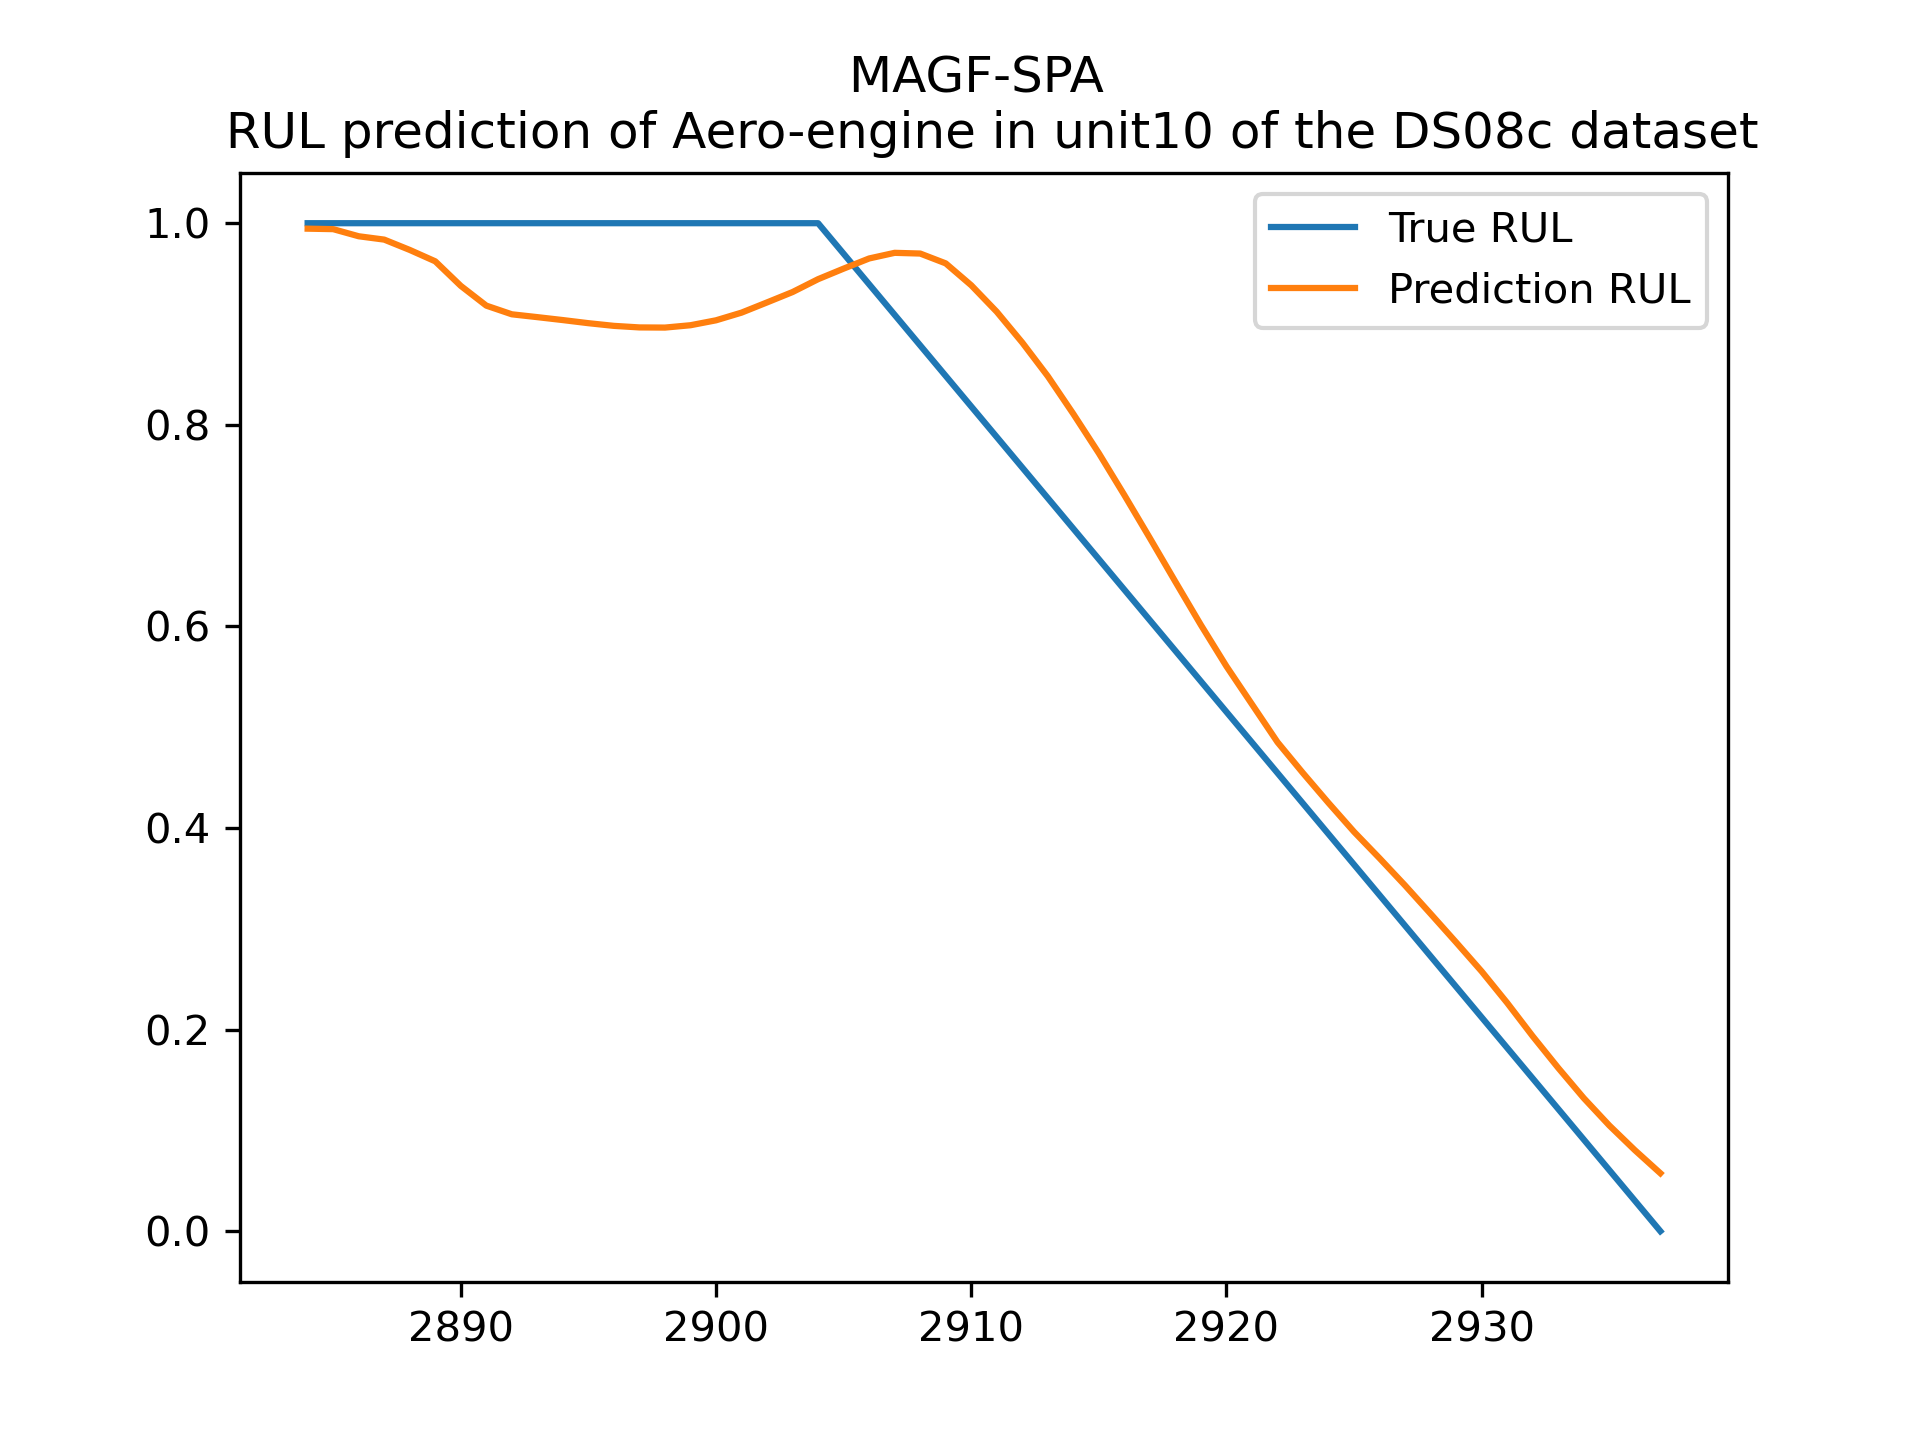 MAGF-SPA
RUL prediction of Aero-engine in unit10 of the DS08c dataset
True RUL
Prediction RUL
1.0
0.8
0.6
0.4
0.2
0.0
2890 2900 2910 2920 2930